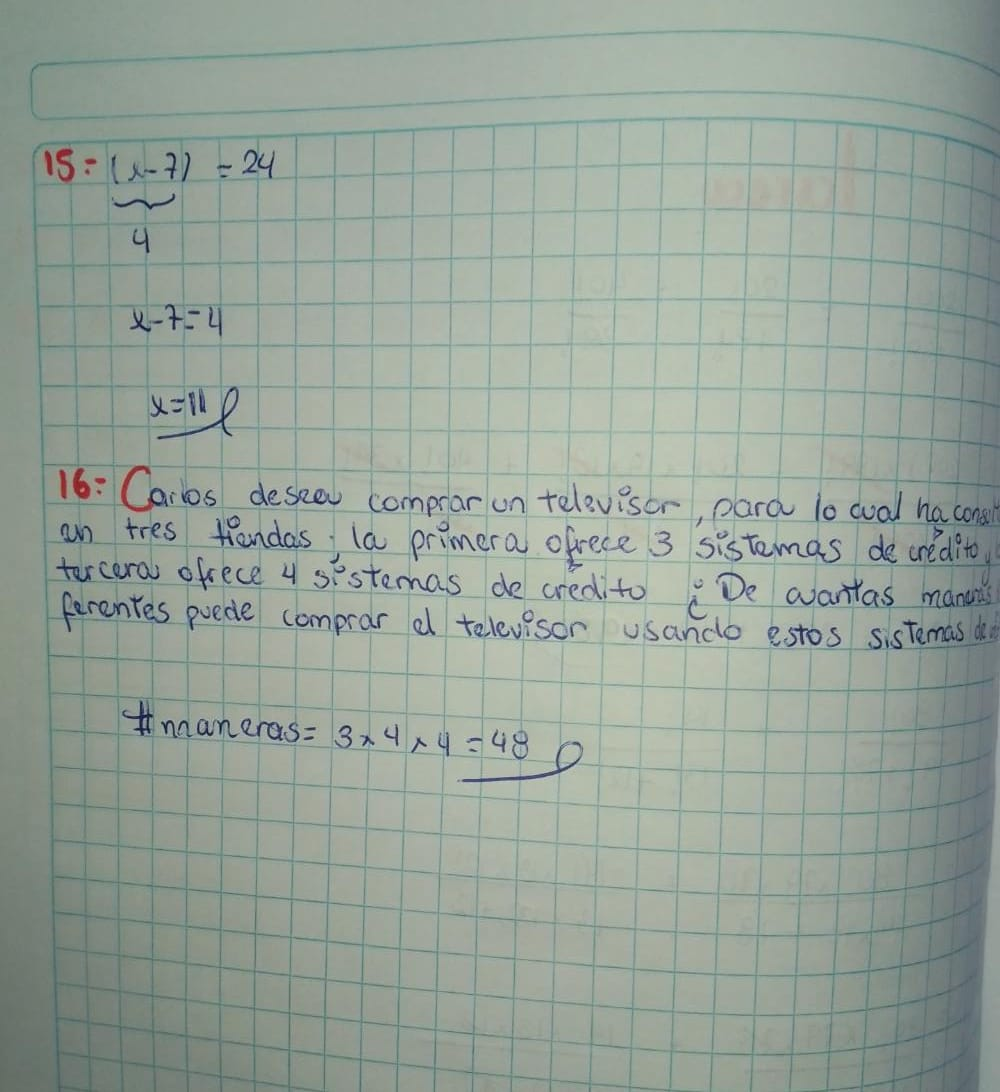 15= (x-7) = 24
4
x-7=4
x=11
16= Carlos desea comprar un televisor, para lo cual ha
en tres tiendas; la primera ofrece 3 sistemas de crédito,
tercera ofrece 4 sistemas de crédito ¿De cuantas maneras
ferentes puede comprar el televisor usando estos sistemas de
#maneras= 3x4x4=48